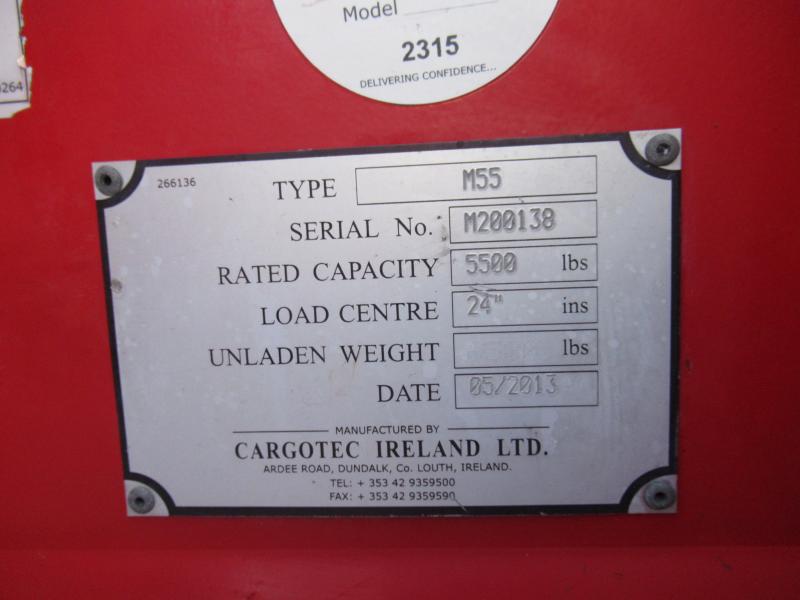 Model
2315
DELIVERING CONFIDENCE...
264
266136
TYPE M55
SERIAL No. M200138
RATED CAPACITY 5500 lbs
LOAD CENTRE 24" ins
UNLADEN WEIGHT lbs
DATE 05/2013
MANUFACTURED BY
CARGOTEC IRELAND LTD.
ARDEE ROAD, DUNDALK, Co. LOUTH, IRELAND.
TEL: + 353 42 9359500
FAX: + 353 42 9359590